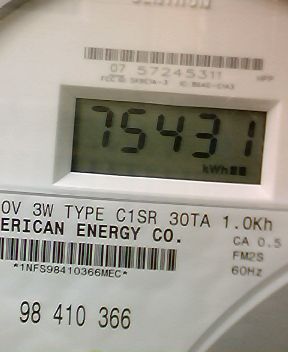 07 57245311
75431
kWh
0V 3W TYPE C1SR 30TA 1.0Kh
ERICAN ENERGY CO.
CA 0.5
FM2S
60Hz
*1NFS98410366MEC*
98 410 366